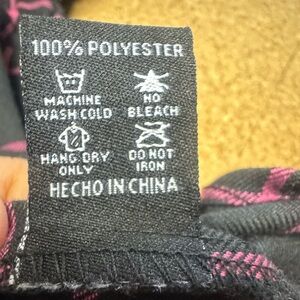 100% POLYESTER
MACHINE WASH COLD
NO BLEACH
HANG DRY ONLY
DO NOT IRON
HECHO IN CHINA